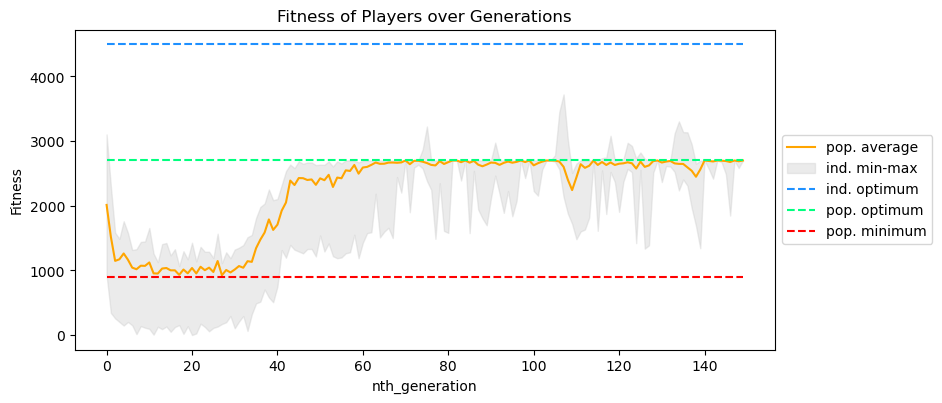 Fitness of Players over Generations
Fitness
4000
3000
2000
1000
0
0 20 40 60 80 100 120 140
nth_generation
pop. average
ind. min-max
ind. optimum
pop. optimum
pop. minimum